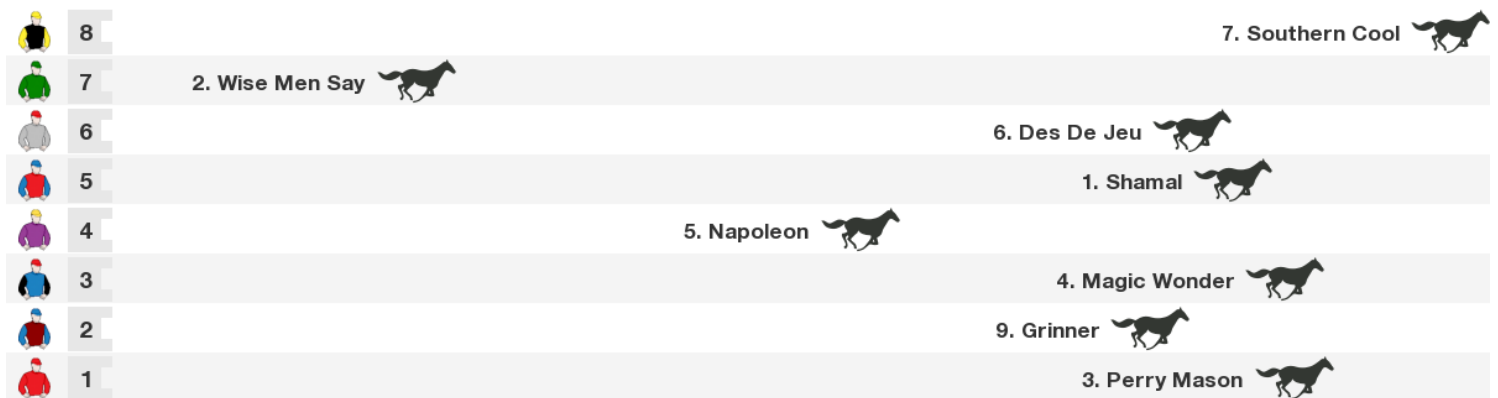 8 7. Southern Cool
7 2. Wise Men Say
6 6. Des De Jeu
5 1. Shamal
4 5. Napoleon
3 4. Magic Wonder
2 9. Grinner
1 3. Perry Mason